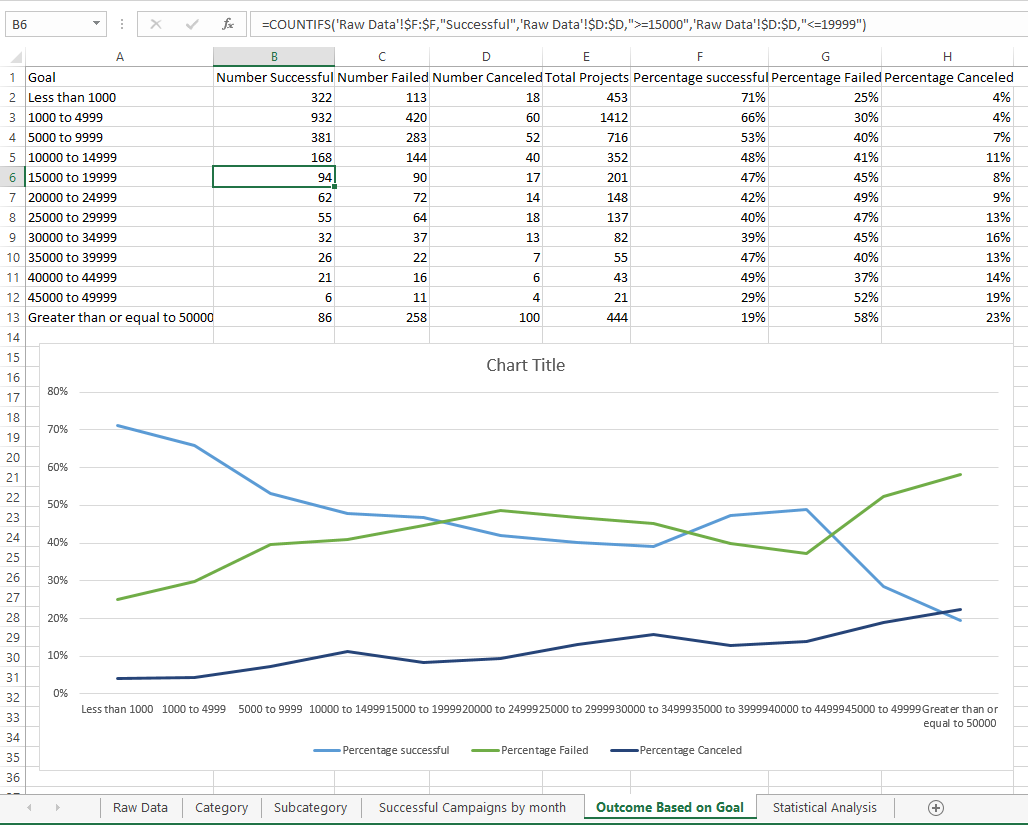 B6 fx =COUNTIFS('Raw Data'!$F:$F,"Successful",'Raw Data'!$D:$D,">=15000",'Raw Data'!$D:$D,"<=19999")
A B C D E F G H
1 Goal Number Successful Number Failed Number Canceled Total Projects Percentage successful Percentage Failed Percentage Canceled
2 Less than 1000 322 113 18 453 71% 25% 4%
3 1000 to 4999 932 420 60 1412 66% 30% 4%
4 5000 to 9999 381 283 52 716 53% 40% 7%
5 10000 to 14999 168 144 40 352 48% 41% 11%
6 15000 to 19999 94 90 17 201 47% 45% 8%
7 20000 to 24999 62 72 14 148 42% 49% 9%
8 25000 to 29999 55 64 18 137 40% 47% 13%
9 30000 to 34999 32 37 13 82 39% 45% 16%
10 35000 to 39999 26 22 7 55 47% 40% 13%
11 40000 to 44999 21 16 6 43 49% 37% 14%
12 45000 to 49999 6 11 4 21 29% 52% 19%
13 Greater than or equal to 50000 86 258 100 444 19% 58% 23%
14
15
16
17
18
19
20
21
22
23
24
25
26
27
28
29
30
31
32
33
34
35
36
Chart Title
80%
70%
60%
50%
40%
30%
20%
10%
0%
Less than 1000 1000 to 4999 5000 to 9999 10000 to 14999 15000 to 19999 20000 to 24999 25000 to 29999 30000 to 34999 35000 to 39999 40000 to 44999 45000 to 49999 Greater than or
equal to 50000
Percentage successful Percentage Failed Percentage Canceled
Raw Data Category Subcategory Successful Campaigns by month Outcome Based on Goal Statistical Analysis